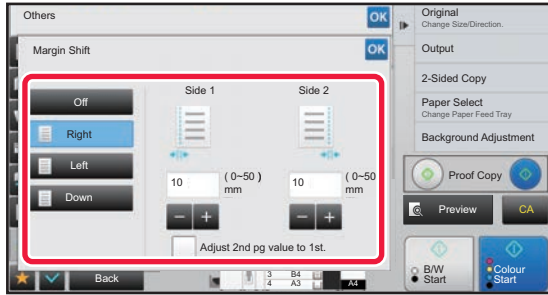 Others
OK
Margin Shift
OK
Off
Right
Left
Down
Side 1
Side 2
10
( 0~50 )
mm
10
( 0~50
mm
Adjust 2nd pg value to 1st.
Back
3 B4
4 A3
A4
Original
Change Size/Direction.
Output
2-Sided Copy
Paper Select
Change Paper Feed Tray
Background Adjustment
Proof Copy
Preview
CA
B/W
Start
Colour
Start